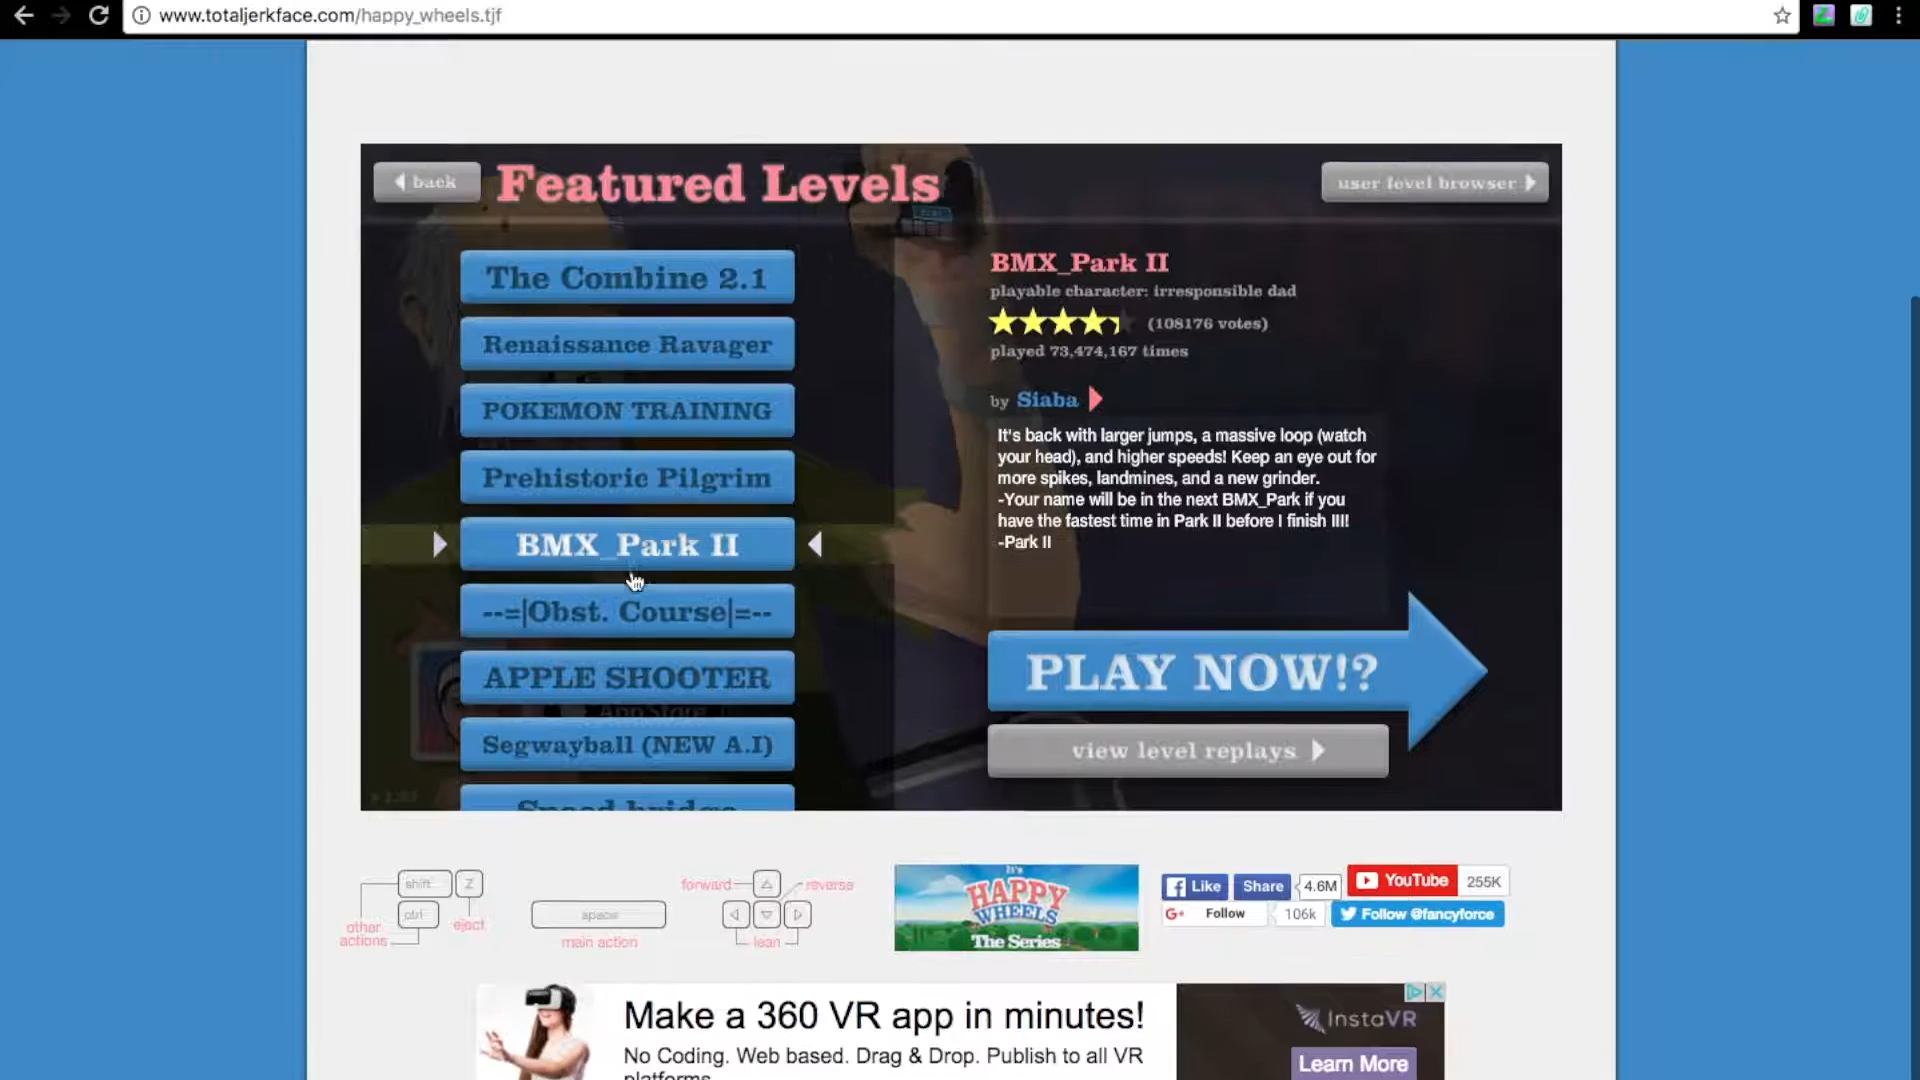 www.totaljerkface.com/happy_wheels.tjf
back
Featured Levels
user level browser
The Combine 2.1
Renaissance Ravager
POKEMON TRAINING
Prehistoric Pilgrim
BMX_Park II
--=|Obst. Course|=--
APPLE SHOOTER
App Store
Segwayball (NEW A.I)
Speed bridge
BMX_Park II
playable character: irresponsible dad
(108176 votes)
played 73,474,167 times
by Siaba
It's back with larger jumps, a massive loop (watch
your head), and higher speeds! Keep an eye out for
more spikes, landmines, and a new grinder.
-Your name will be in the next BMX_Park if you
have the fastest time in Park II before I finish III!
-Park II
PLAY NOW!?
view level replays
shift
Z
ctrl
other
actions
eject
space
main action
forward
reverse
lean
It's
HAPPY
WHEELS
The Series
Like
Share
4.6M
YouTube
255K
G+
Follow
106k
Follow @fancyforce
Make a 360 VR app in minutes!
No Coding. Web based. Drag & Drop. Publish to all VR
platforms.
InstaVR
Learn More